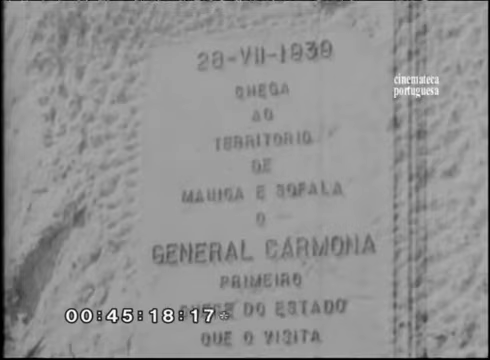 28-VII-1939
CHEGA
AO
TERRITORIO
DE
MANICA E SOFALA
O
GENERAL CARMONA
PRIMEIRO
CHEFE DO ESTADO
QUE O VISITA
cinemateca
portuguesa
00:45:18:17*